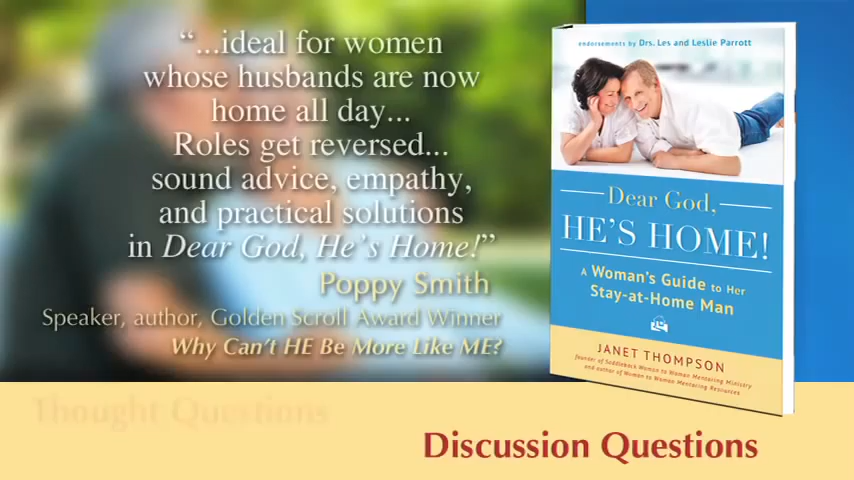 “...ideal for women
whose husbands are now
home all day...
Roles get reversed...
sound advice, empathy,
and practical solutions
in Dear God, He’s Home!”
Poppy Smith
Speaker, author, Golden Scroll Award Winner
Why Can’t HE Be More Like ME?
endorsements by Drs. Les and Leslie Parrott
Dear God,
HE’S HOME!
A Woman’s Guide to Her
Stay-at-Home Man
JANET THOMPSON
founder of Saddleback Woman to Woman Mentoring Ministry
and author of Woman to Woman Mentoring Resources
Thought Questions
Discussion Questions